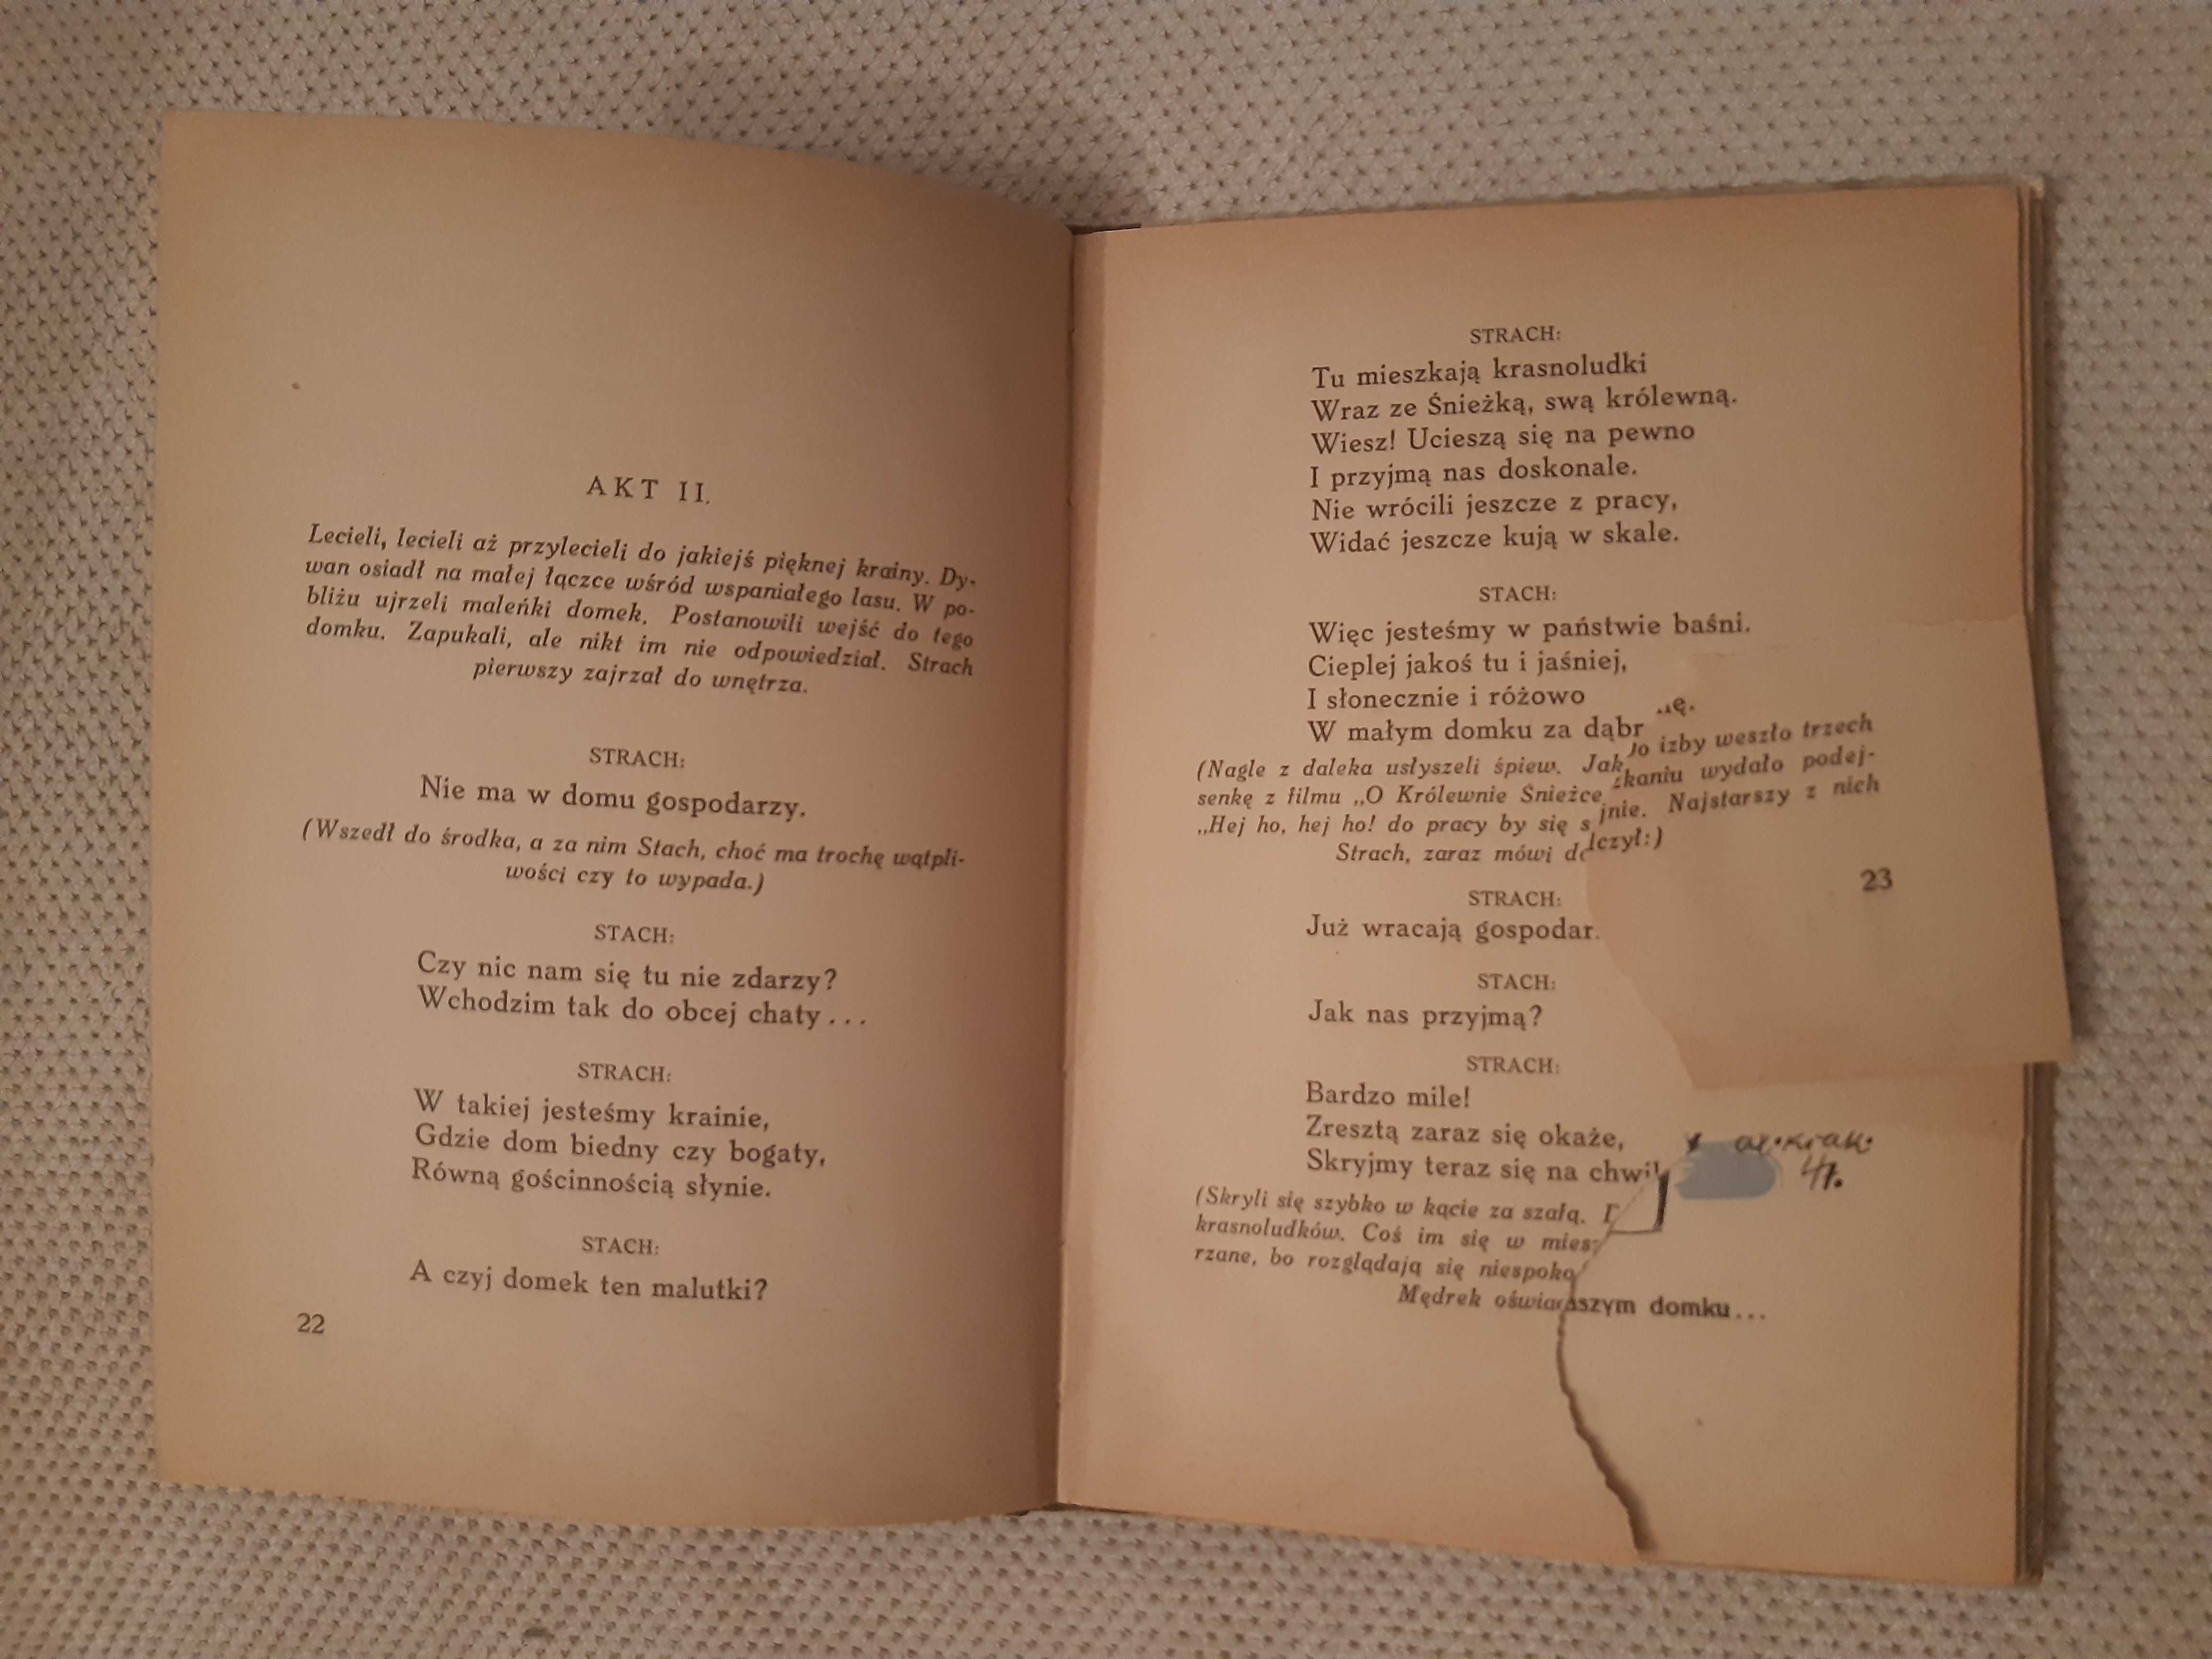 AKT II.
Lecieli, lecieli aż przylecieli do jakiejś pięknej krainy. Dy-
wan osiadł na małej łączce wśród wspaniałego lasu. W po-
bliżu ujrzeli maleńki domek. Postanowili wejść do tego
domku. Zapukali, ale nikt im nie odpowiedział. Strach
pierwszy zajrzał do wnętrza.
STRACH:
Nie ma w domu gospodarzy.
(Wszedł do środka, a za nim Stach, choć ma trochę wątpli-
wości czy to wypada.)
STACH:
Czy nic nam się tu nie zdarzy?
Wchodzim tak do obcej chaty...
STRACH:
W takiej jesteśmy krainie,
Gdzie dom biedny czy bogaty,
Równą gościnnością słynie.
STACH:
A czyj domek ten malutki?
22
STRACH:
Tu mieszkają krasnoludki
Wraz ze Śnieżką, swą królewną.
Wiesz! Ucieszą się na pewno
I przyjmą nas doskonale.
Nie wrócili jeszcze z pracy,
Widać jeszcze kują w skale.
STACH:
Więc jesteśmy w państwie baśni.
Cieplej jakoś tu i jaśniej,
I słonecznie i różowo
W małym domku za dąbr
(Nagle z daleka usłyszeli śpiew. Jak
senkę z filmu „O Królewnie Śnieżce
„Hej ho, hej ho! do pracy by się s
Strach, zaraz mówi
izby weszło trzech
kaniu wydało podej-
jnie. Najstarszy z nich
czył:)
23
STRACH:
Już wracają gospodar
STACH:
Jak nas przyjmą?
STRACH:
Bardzo mile!
Zresztą zaraz się okaże,
Skryjmy teraz się na chwil
(Skryli się szybko w kącie za szafą.
krasnoludków. Coś im się w mies
rzane, bo rozglądają się niespoko
Mędrek oświa
aszym domku...